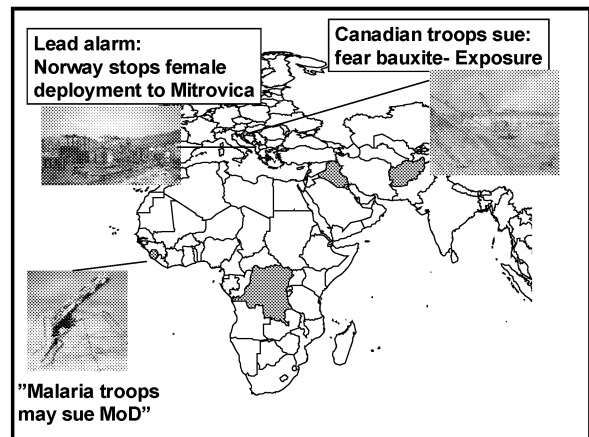 Lead alarm:
Norway stops female
deployment to Mitrovica
Canadian troops sue:
fear bauxite- Exposure
”Malaria troops
may sue MoD”